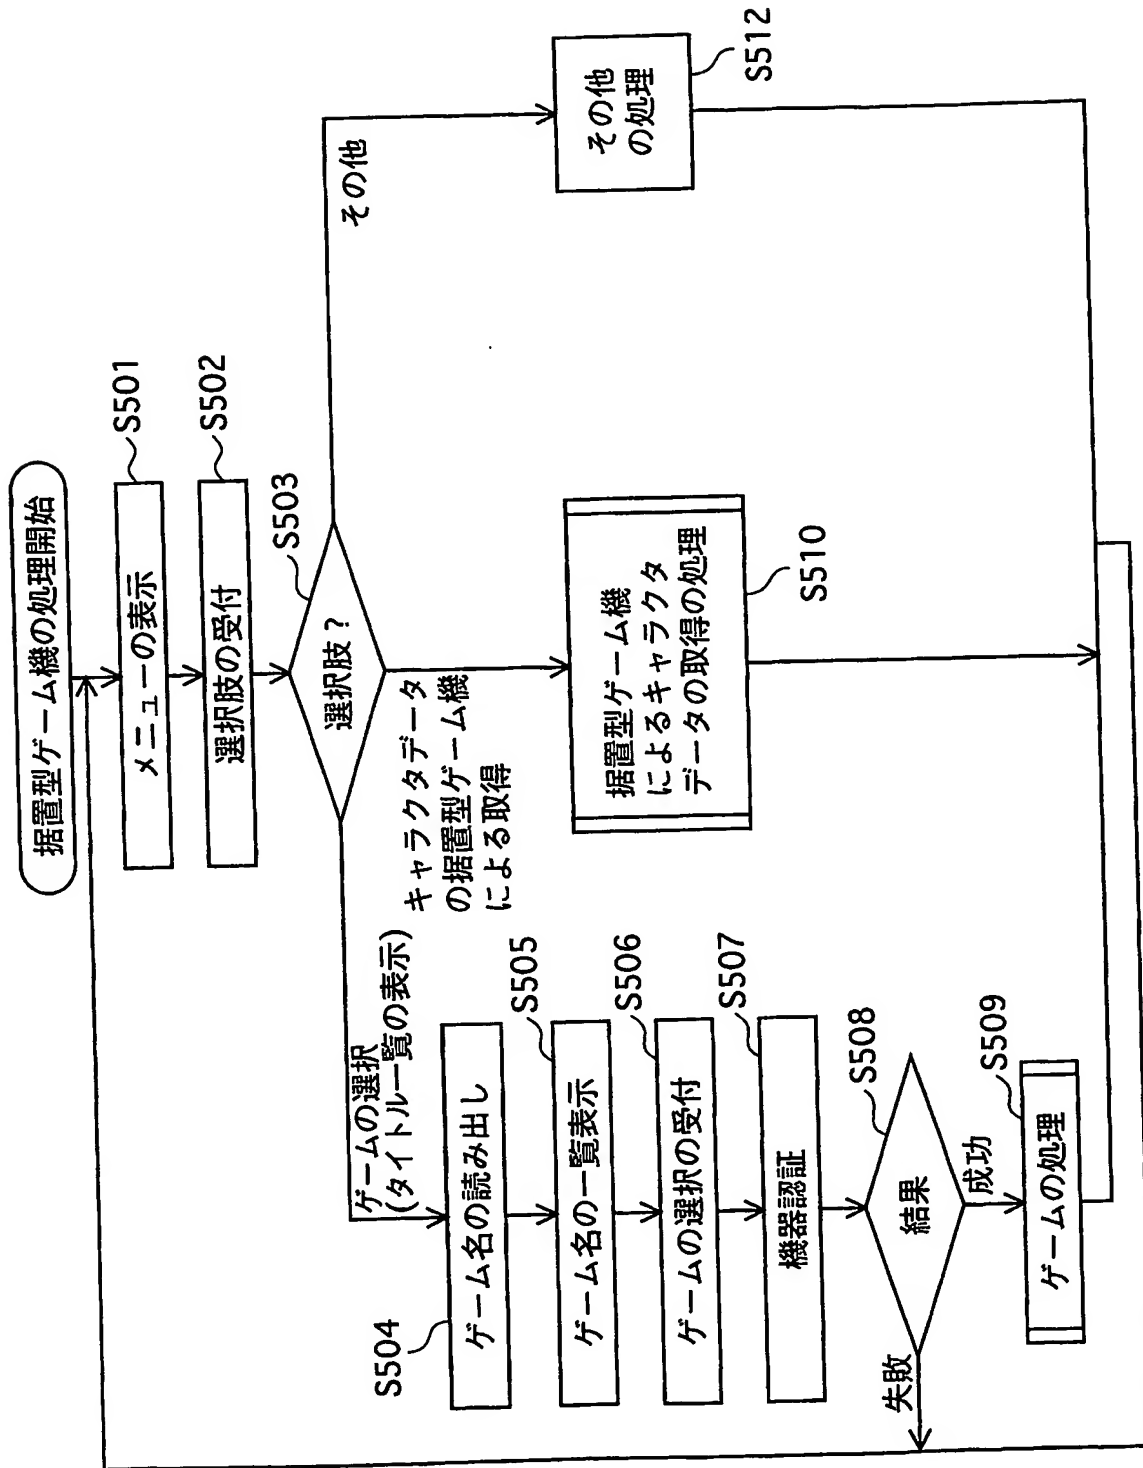 据置型ゲーム機の処理開始
メニューの表示
S501
選択肢の受付
S502
選択肢？
S503
ゲームの選択
(タイトル一覧の表示)
キャラクタデータ
の据置型ゲーム機
による取得
その他
ゲーム名の読み出し
S504
ゲーム名の一覧表示
S505
ゲームの選択の受付
S506
機器認証
S507
結果
S508
失敗
成功
ゲームの処理
S509
据置型ゲーム機
によるキャラクタ
データの取得の処理
S510
その他
の処理
S512